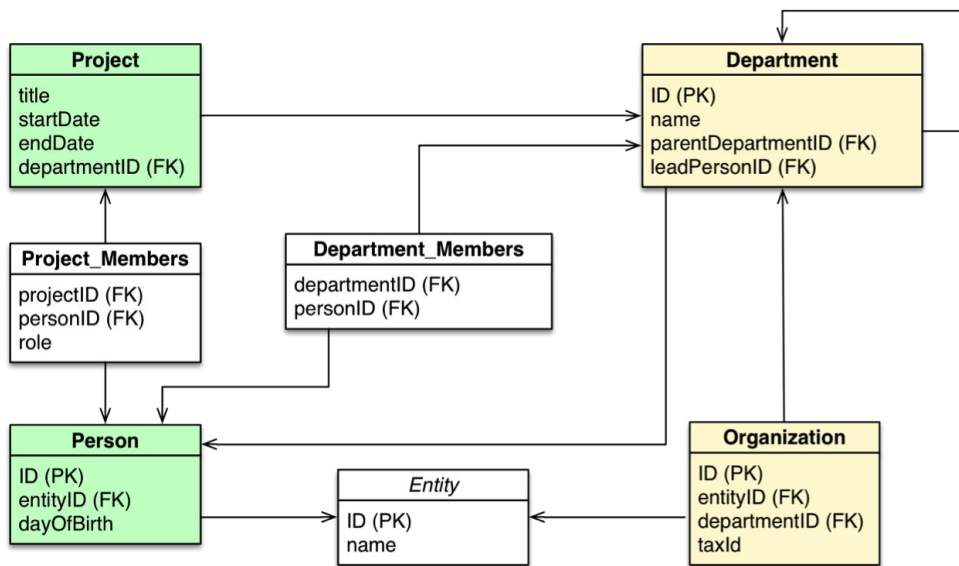 Project
title
startDate
endDate
departmentID (FK)
Department
ID (PK)
name
parentDepartmentID (FK)
leadPersonID (FK)
Project_Members
projectID (FK)
personID (FK)
role
Department_Members
departmentID (FK)
personID (FK)
Person
ID (PK)
entityID (FK)
dayOfBirth
Entity
ID (PK)
name
Organization
ID (PK)
entityID (FK)
departmentID (FK)
taxId